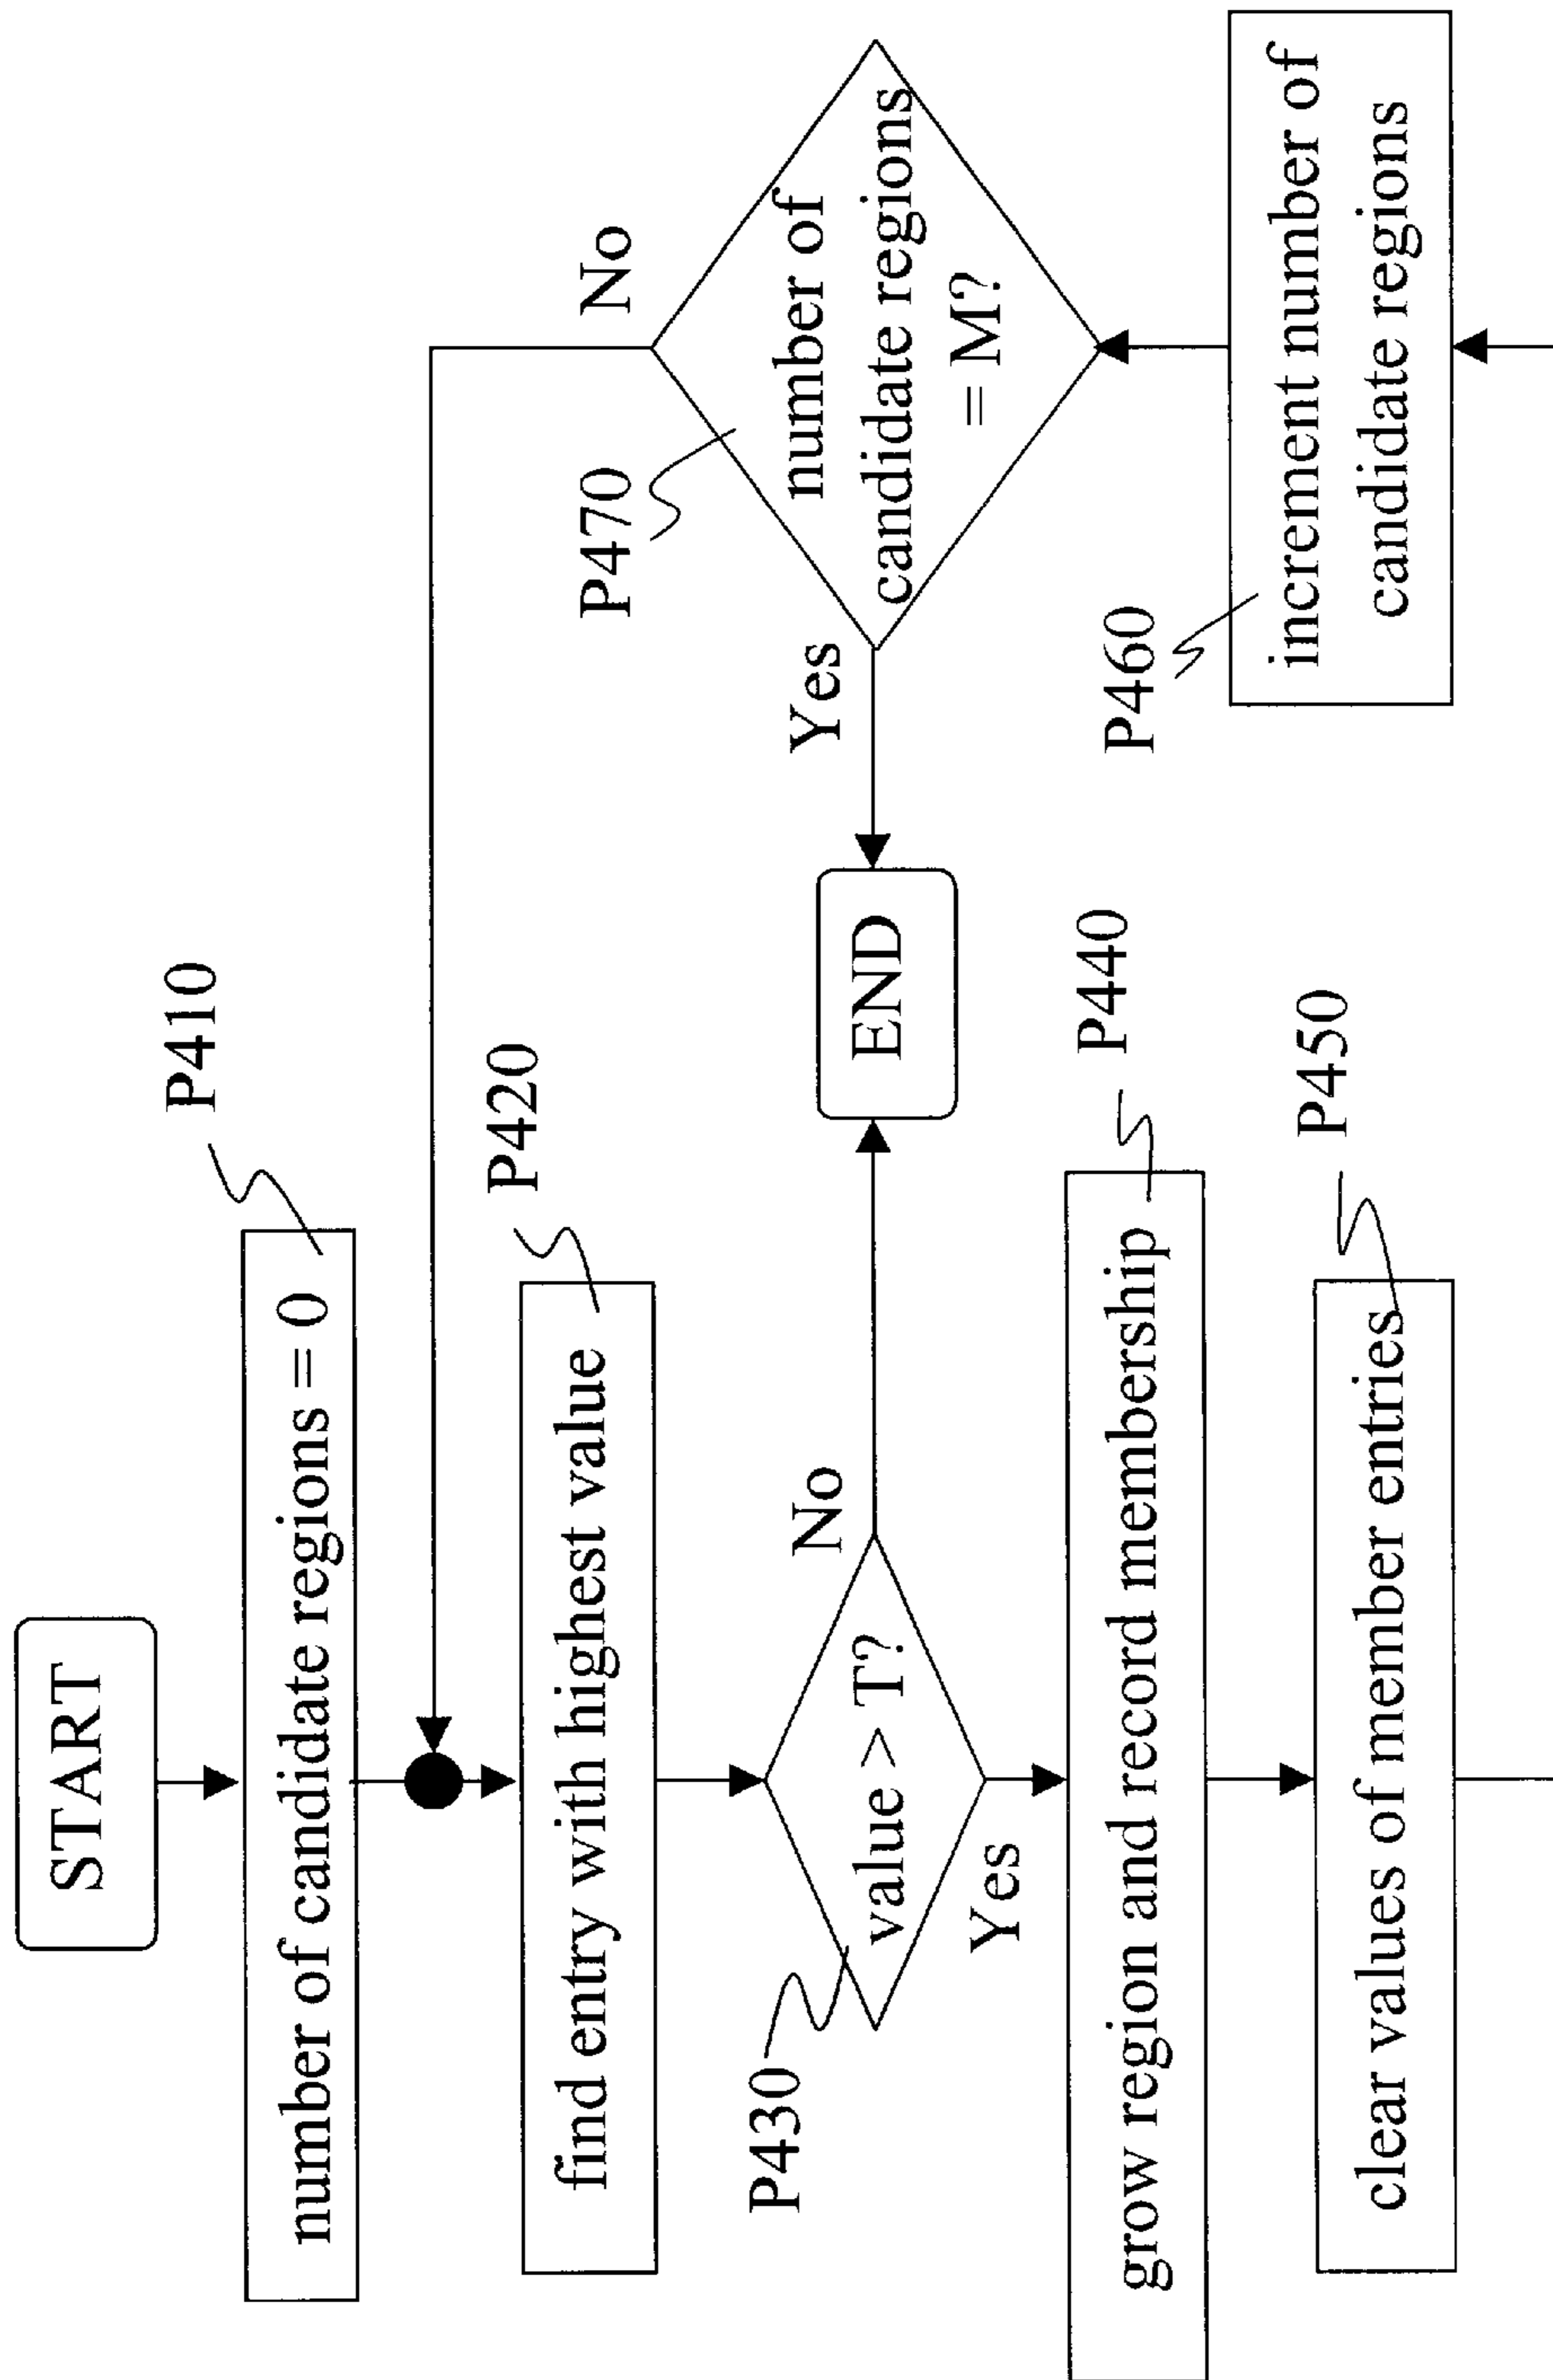 START
P410
number of candidate regions = 0
P420
find entry with highest value
P430
value > T?
No
Yes
END
P440
grow region and record membership
P450
clear values of member entries
P460
increment number of
candidate regions
P470
number of
candidate regions
= M?
Yes
No